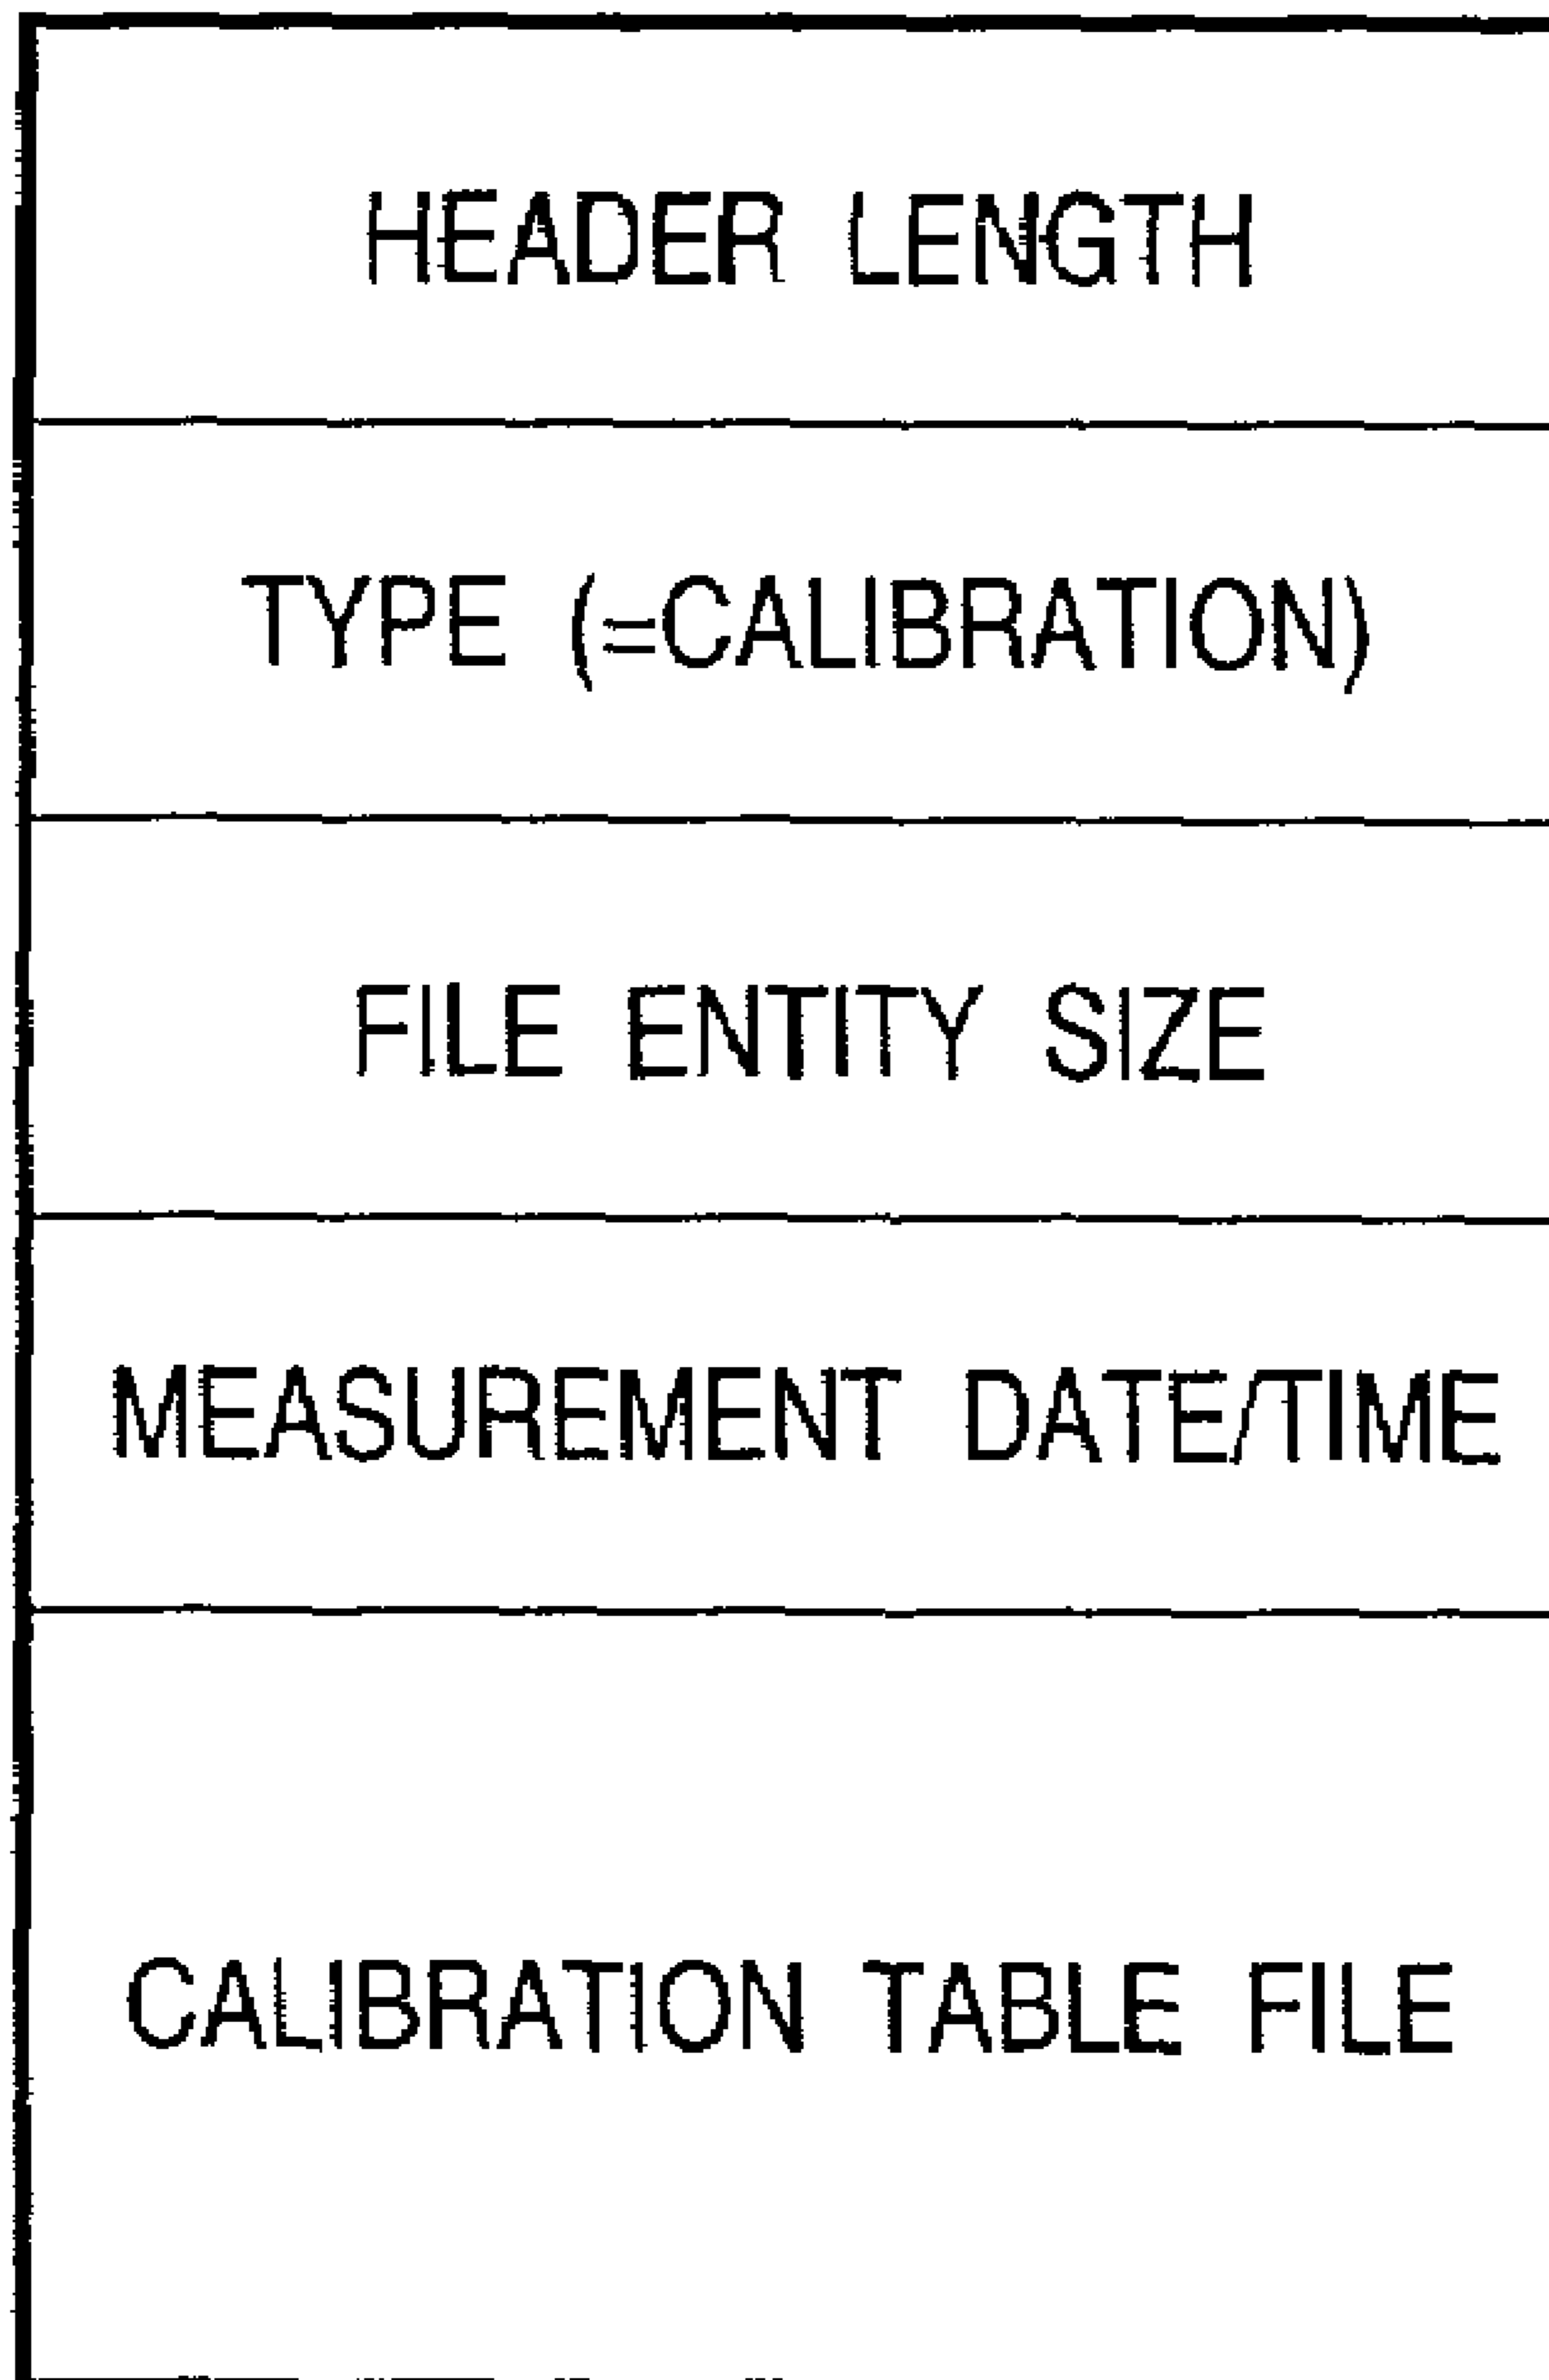 HEADER LENGTH
TYPE (=CALIBRATION)
FILE ENTITY SIZE
MEASUREMENT DATE/TIME
CALIBRATION TABLE FILE